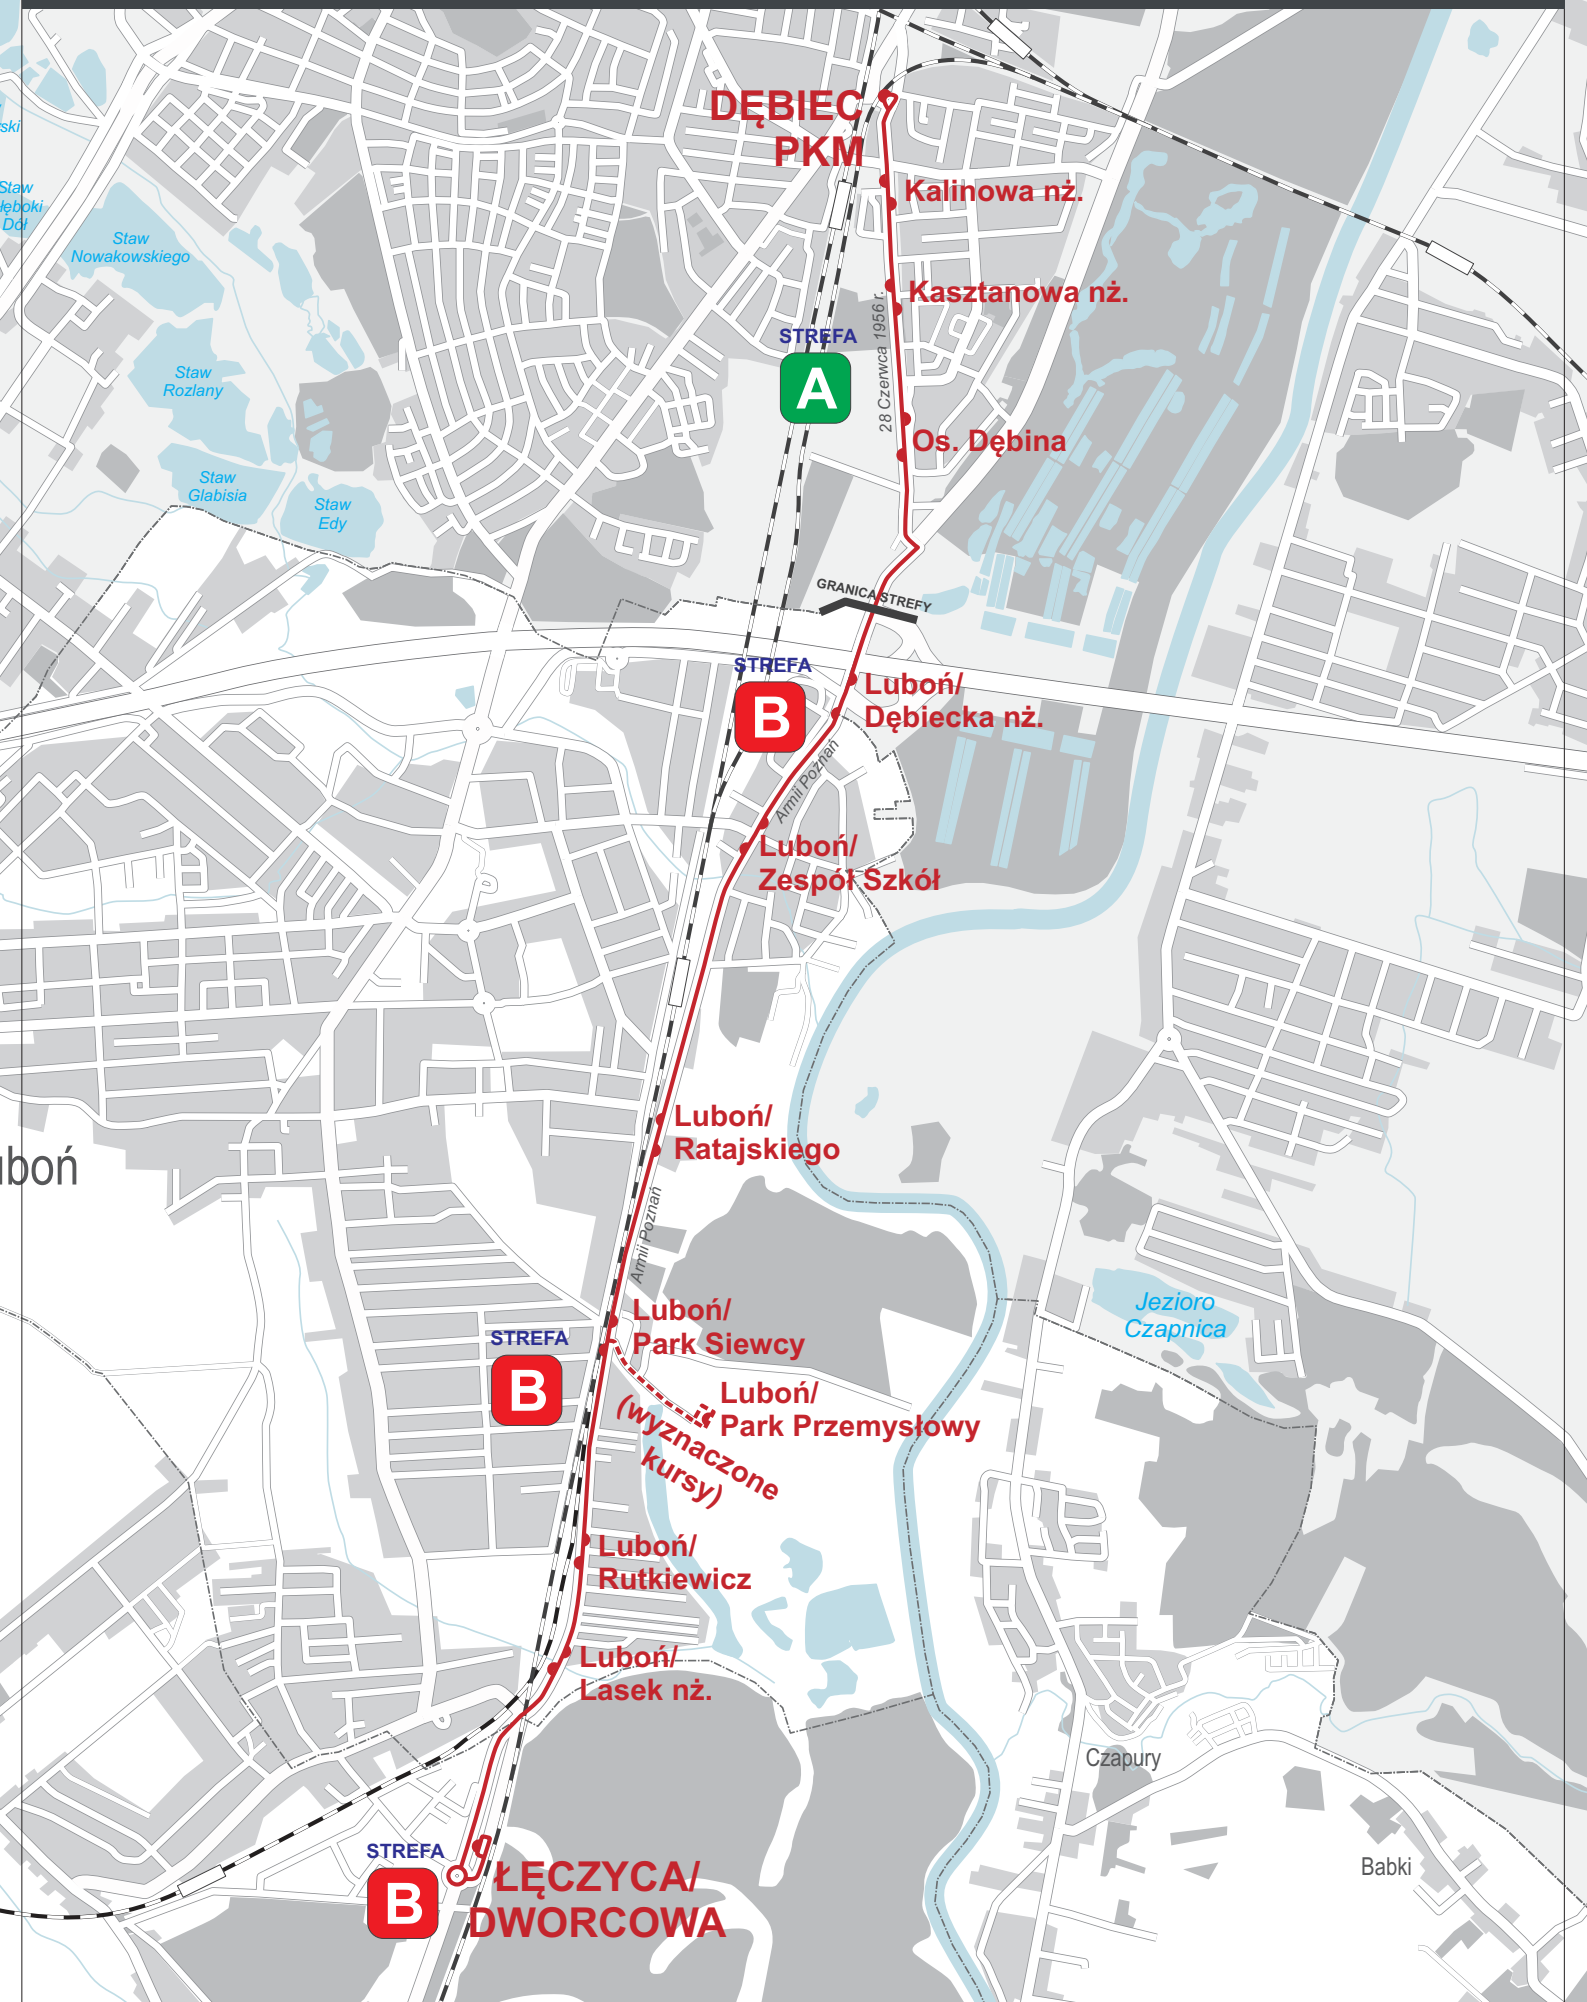 DĘBIEC
PKM
ski
Staw
Dół
Kalinowa nż.
Staw
Nowakowskiego
Kasztanowa nż.
28 Czerwca 1956 r.
STREFA
A
Staw
Rozlany
Os. Dębina
Staw
Glabisia
Staw
Edy
GRANICA STREFY
STREFA
B
Luboń/
Dębiecka nż.
Armii Poznań
Luboń/
Zespół Szkół
Luboń/
Ratajskiego
uboń
Armii Poznań
Luboń/
Park Siewcy
Jezioro
Czapnica
STREFA
B
Luboń/
Park Przemysłowy
(wyznaczone
kursy)
Luboń/
Rutkiewicz
Luboń/
Lasek nż.
Czapury
STREFA
B
ŁĘCZYCA/
DWORCOWA
Babki